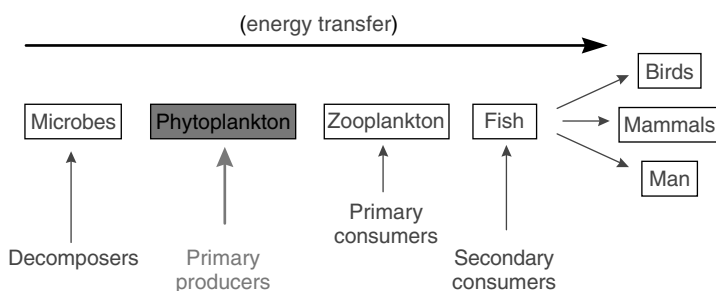 (energy transfer)
Birds
Microbes
Phytoplankton
Zooplankton
Fish
Mammals
Man
Decomposers
Primary
producers
Primary
consumers
Secondary
consumers